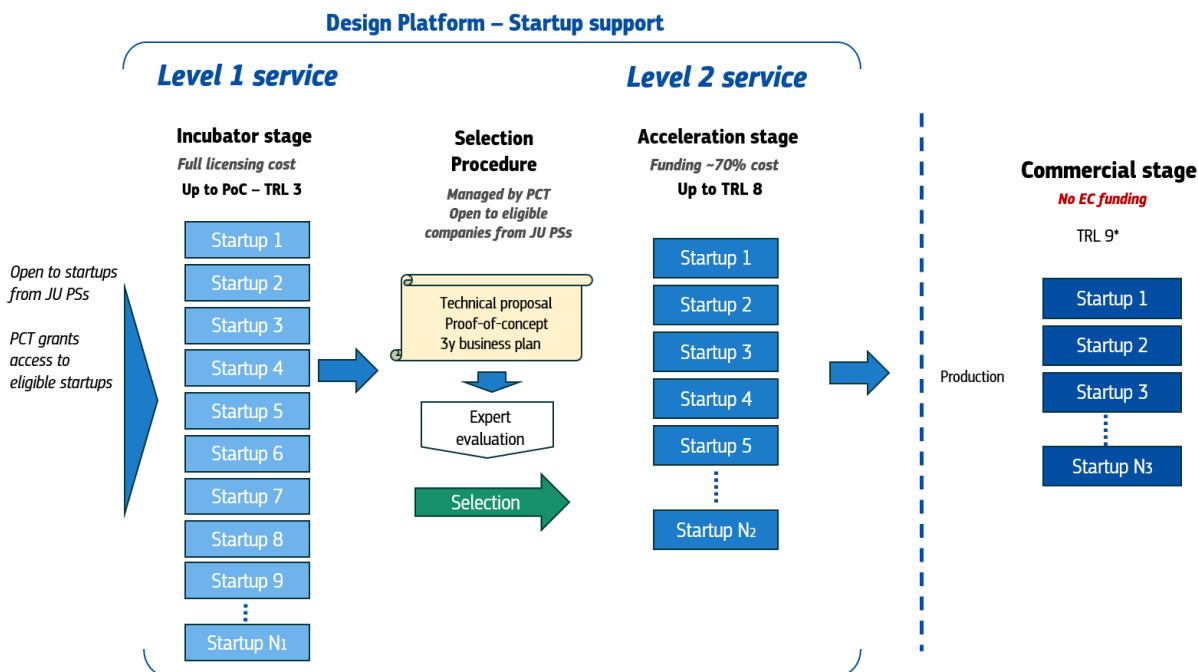 Design Platform – Startup support
Level 1 service
Level 2 service
Incubator stage
Full licensing cost
Up to PoC – TRL 3
Selection
Procedure
Managed by PCT
Open to eligible
companies from JU PSs
Acceleration stage
Funding ~70% cost
Up to TRL 8
Commercial stage
No EC funding
TRL 9*
Open to startups
from JU PSs
PCT grants
access to
eligible startups
Startup 1
Startup 2
Startup 3
Startup 4
Startup 5
Startup 6
Startup 7
Startup 8
Startup 9
Startup N1
Technical proposal
Proof-of-concept
3y business plan
Expert
evaluation
Selection
Startup 1
Startup 2
Startup 3
Startup 4
Startup 5
Startup N2
Production
Startup 1
Startup 2
Startup 3
Startup N3